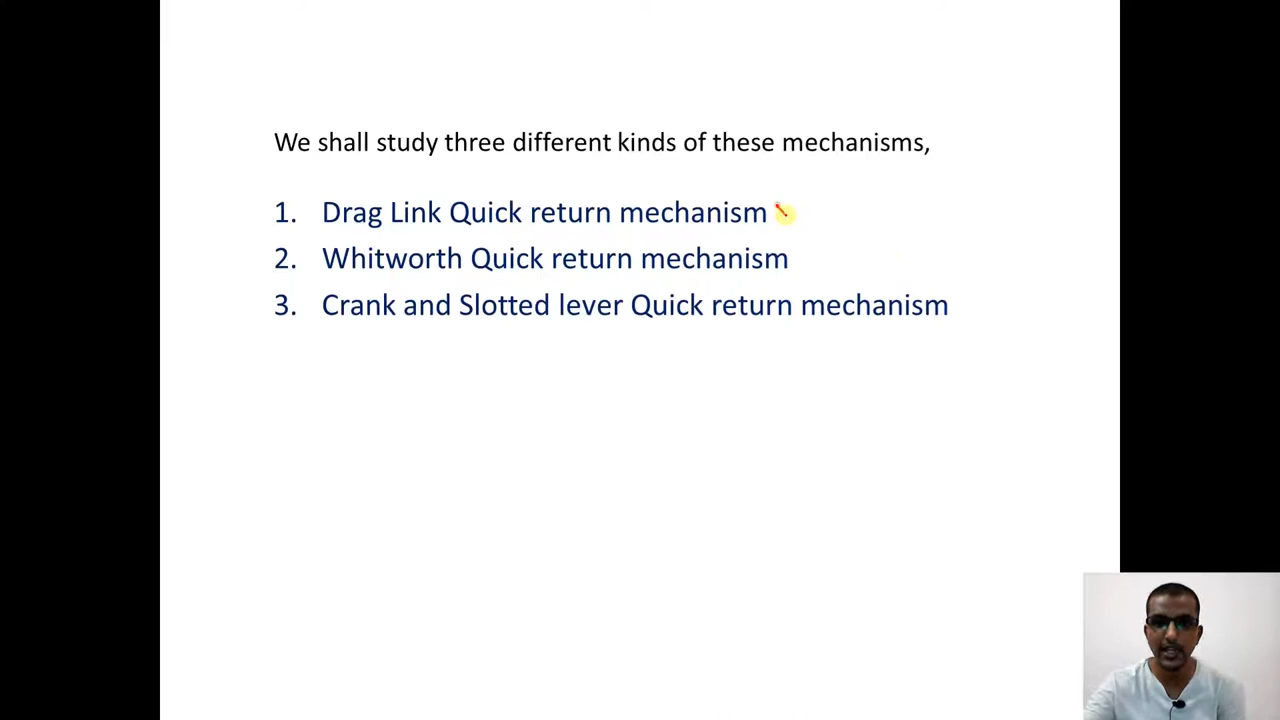 We shall study three different kinds of these mechanisms,
1. Drag Link Quick return mechanism
2. Whitworth Quick return mechanism
3. Crank and Slotted lever Quick return mechanism